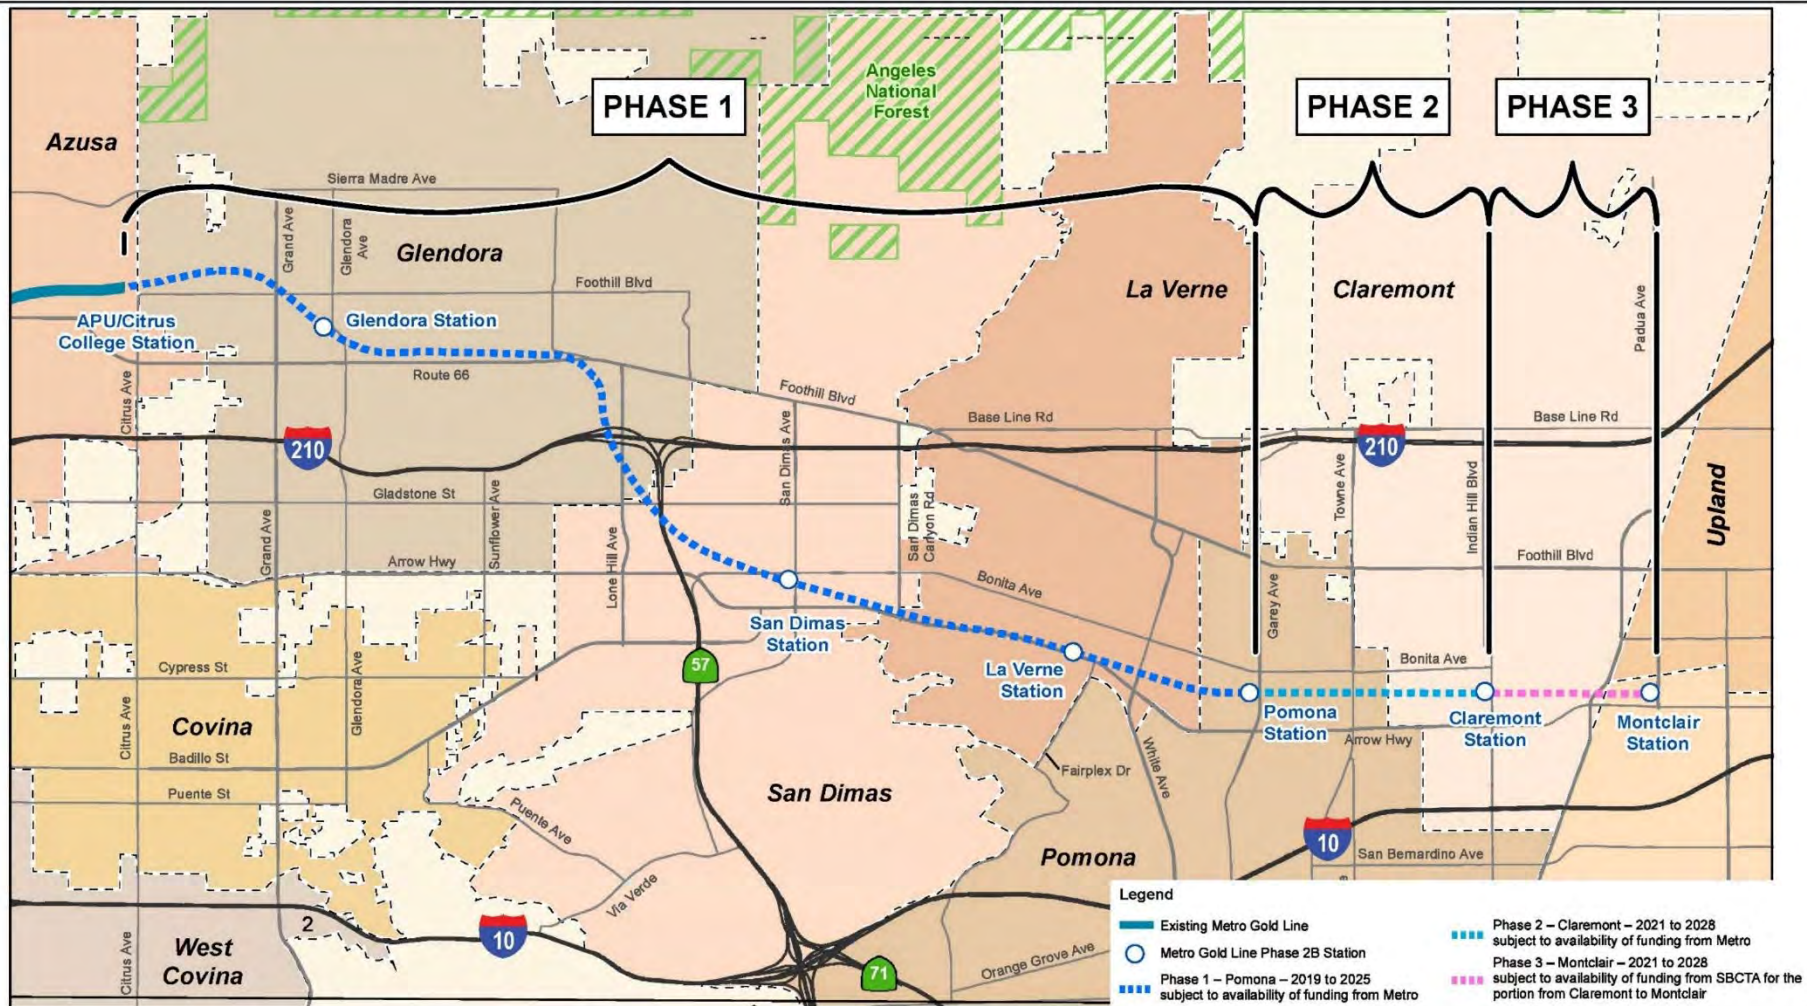 PHASE 1
PHASE 2
PHASE 3
Angeles
National
Forest
Azusa
Sierra Madre Ave
Grand Ave
Glendora
Ave
Glendora
Foothill Blvd
La Verne
Claremont
Padua Ave
APU/Citrus
College Station
Glendora Station
Route 66
Citrus Ave
Foothill Blvd
San Dimas Ave
Base Line Rd
Base Line Rd
210
210
Gladstone St
Sunflower Ave
San Dimas
Canyon Rd
Towne Ave
Indian Hill Blvd
Upland
Grand Ave
Arrow Hwy
Lone Hill Ave
Bonita Ave
Garey Ave
Foothill Blvd
San Dimas
Station
Cypress St
Glendora Ave
57
La Verne
Station
Bonita Ave
Citrus Ave
Covina
Pomona
Station
Claremont
Station
Montclair
Station
Arrow Hwy
Badillo St
Fairplex Dr
White Ave
Puente St
San Dimas
Puente Ave
10
Pomona
San Bernardino Ave
Via Verde
2
10
West
Covina
Citrus Ave
71
Orange Grove Ave
Legend
Existing Metro Gold Line
Metro Gold Line Phase 2B Station
Phase 1 – Pomona – 2019 to 2025
subject to availability of funding from Metro
Phase 2 – Claremont – 2021 to 2028
subject to availability of funding from Metro
Phase 3 – Montclair – 2021 to 2028
subject to availability of funding from SBCTA for the
portion from Claremont to Montclair